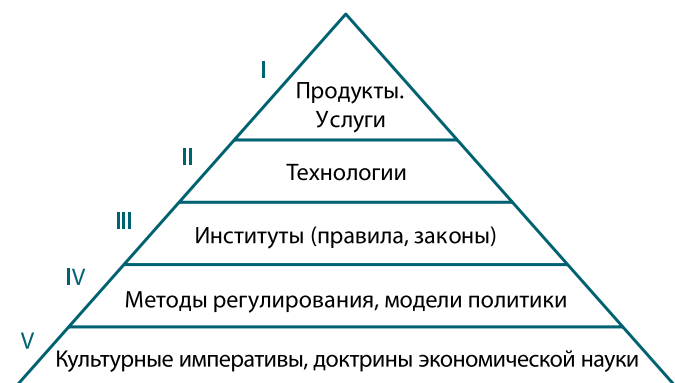 I
Продукты.
Услуги
II
Технологии
III
Институты (правила, законы)
IV
Методы регулирования, модели политики
V
Культурные императивы, доктрины экономической науки